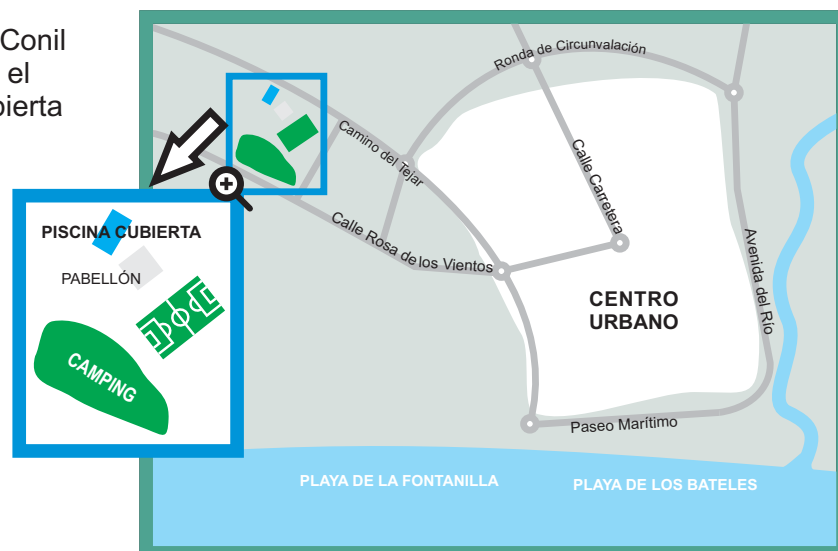 Conil
el
bierta
Ronda de Circunvalación
Camino del Tejar
Calle Carretera
Calle Rosa de los Vientos
Avenida del Río
PISCINA CUBIERTA
PABELLÓN
CAMPING
CENTRO
URBANO
Paseo Marítimo
PLAYA DE LA FONTANILLA
PLAYA DE LOS BATELES